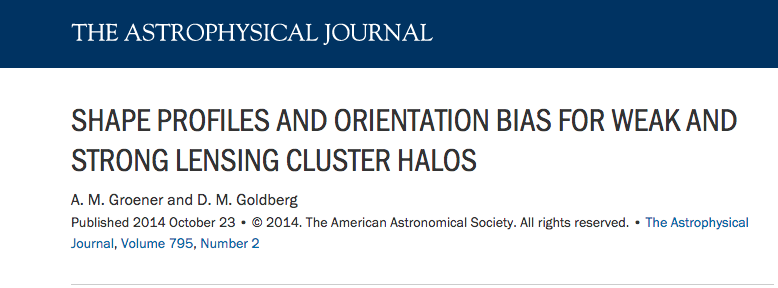 THE ASTROPHYSICAL JOURNAL
SHAPE PROFILES AND ORIENTATION BIAS FOR WEAK AND
STRONG LENSING CLUSTER HALOS
A. M. Groener and D. M. Goldberg
Published 2014 October 23 • © 2014. The American Astronomical Society. All rights reserved. • The Astrophysical
Journal, Volume 795, Number 2